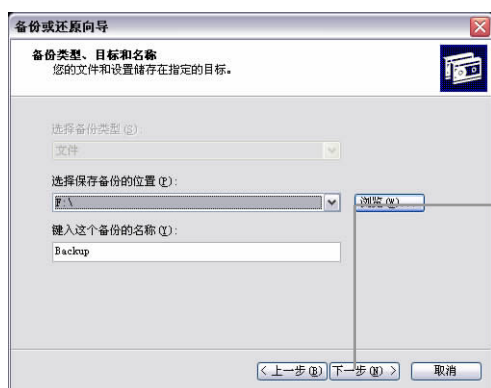 备份或还原向导
备份类型、目标和名称
您的文件和设置储存在指定的目标。
选择备份类型(S):
文件
选择保存备份的位置(P):
F:\
浏览(W)...
键入这个备份的名称(Y):
Backup
< 上一步(B)
下一步(N) >
取消